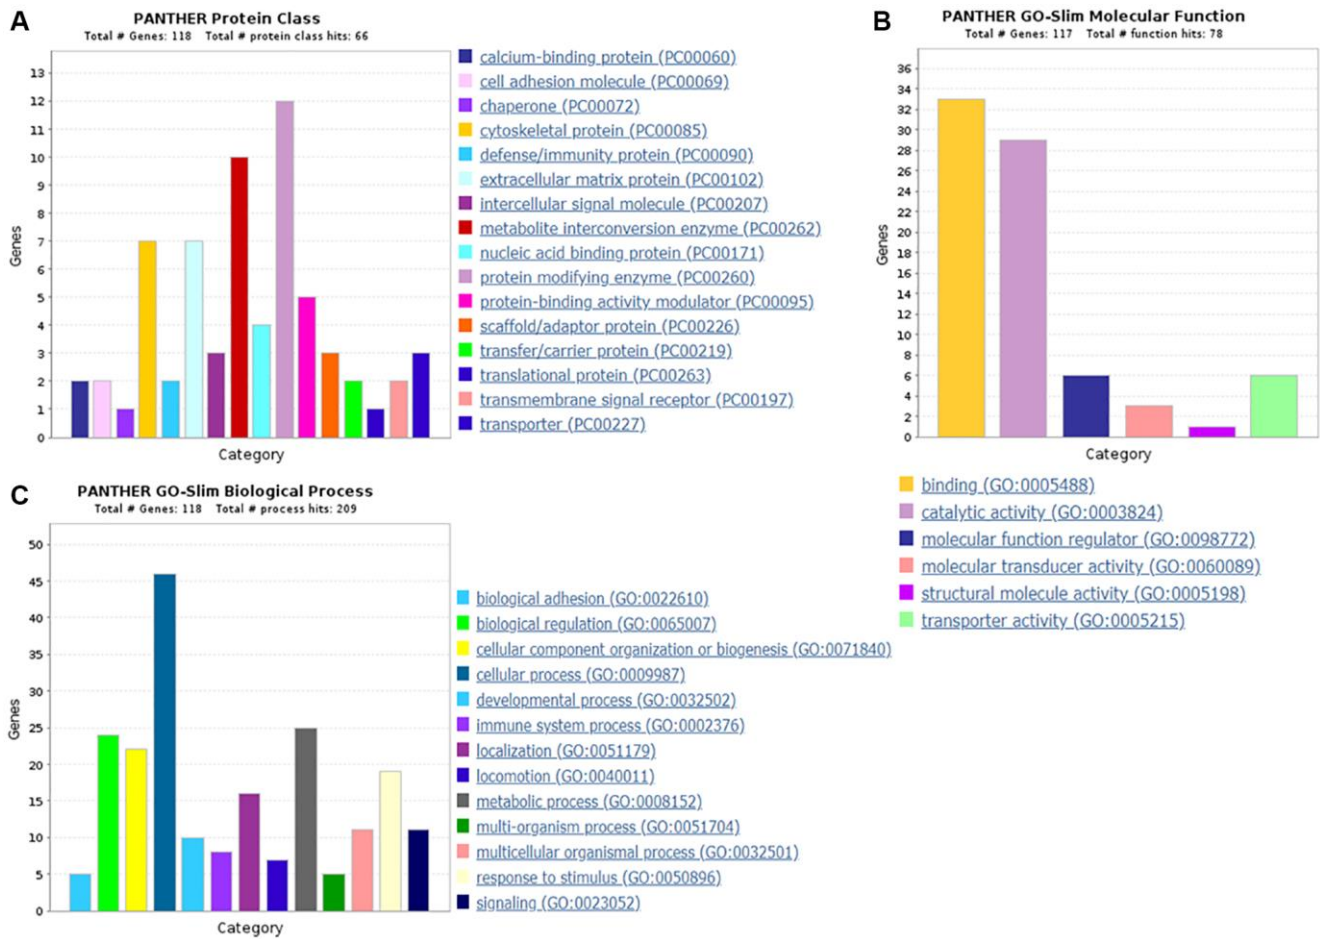 A
PANTHER Protein Class
Total # Genes: 118 Total # protein class hits: 66
13
12
11
10
9
8
7
6
5
4
3
2
1
0
Genes
Category
calcium-binding protein (PC00060)
cell adhesion molecule (PC00069)
chaperone (PC00072)
cytoskeletal protein (PC00085)
defense/immunity protein (PC00090)
extracellular matrix protein (PC00102)
intercellular signal molecule (PC00207)
metabolite interconversion enzyme (PC00262)
nucleic acid binding protein (PC00171)
protein modifying enzyme (PC00260)
protein-binding activity modulator (PC00095)
scaffold/adaptor protein (PC00226)
transfer/carrier protein (PC00219)
translational protein (PC00263)
transmembrane signal receptor (PC00197)
transporter (PC00227)
B
PANTHER GO-Slim Molecular Function
Total # Genes: 117 Total # function hits: 78
36
34
32
30
28
26
24
22
20
18
16
14
12
10
8
6
4
2
0
Genes
Category
binding (GO:0005488)
catalytic activity (GO:0003824)
molecular function regulator (GO:0098772)
molecular transducer activity (GO:0060089)
structural molecule activity (GO:0005198)
transporter activity (GO:0005215)
C
PANTHER GO-Slim Biological Process
Total # Genes: 118 Total # process hits: 209
50
45
40
35
30
25
20
15
10
5
0
Genes
Category
biological adhesion (GO:0022610)
biological regulation (GO:0065007)
cellular component organization or biogenesis (GO:0071840)
cellular process (GO:0009987)
developmental process (GO:0032502)
immune system process (GO:0002376)
localization (GO:0051179)
locomotion (GO:0040011)
metabolic process (GO:0008152)
multi-organism process (GO:0051704)
multicellular organismal process (GO:0032501)
response to stimulus (GO:0050896)
signaling (GO:0023052)